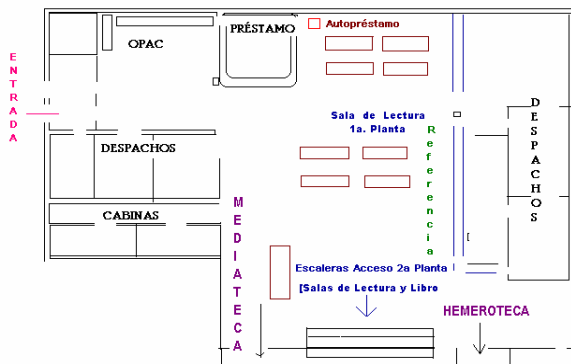 OPAC
PRÉSTAMO
Autopréstamo
ENTRADA
Sala de Lectura
1a. Planta
DESPACHOS
DESPACHOS
Referencia
CABINAS
MEDIATECA
Escaleras Acceso 2a Planta
[Salas de Lectura y Libro
HEMEROTECA